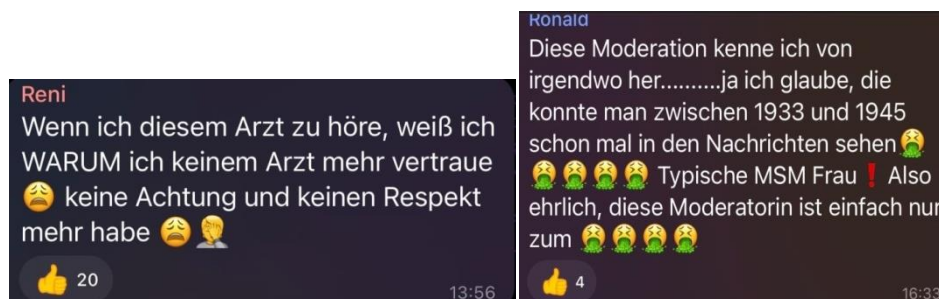 Reni
Wenn ich diesem Arzt zu höre, weiß ich
WARUM ich keinem Arzt mehr vertraue
😩 keine Achtung und keinen Respekt
mehr habe 😩🤦
👍 20
13:56
Ronald
Diese Moderation kenne ich von
irgendwo her..........ja ich glaube, die
konnte man zwischen 1933 und 1945
schon mal in den Nachrichten sehen🤮
🤮🤮🤮🤮 Typische MSM Frau❗ Also
ehrlich, diese Moderatorin ist einfach nur
zum 🤮🤮🤮🤮
👍 4
16:33